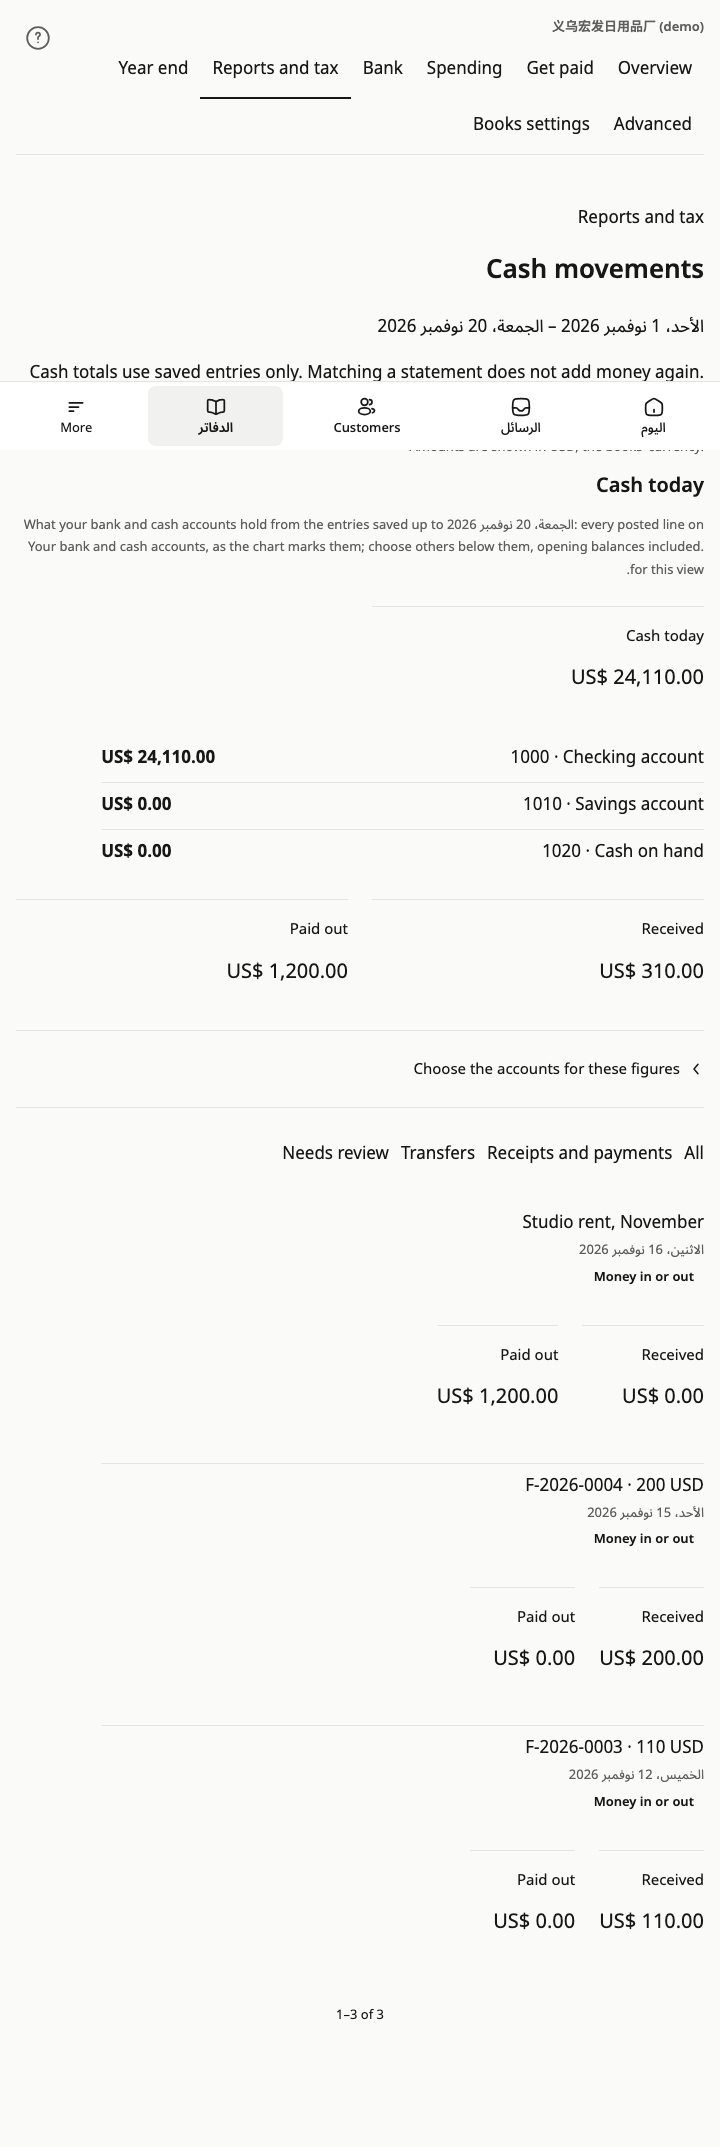 义乌宏发日用品厂 (demo)
Overview
Get paid
Spending
Bank
Reports and tax
Year end
Advanced
Books settings
Reports and tax
Cash movements
الأحد، 1 نوفمبر 2026 – الجمعة، 20 نوفمبر 2026
Cash totals use saved entries only. Matching a statement does not add money again.
اليوم
الرسائل
Customers
الدفاتر
More
Cash today
What your bank and cash accounts hold from the entries saved up to الجمعة، 20 نوفمبر 2026: every posted line on
Your bank and cash accounts, as the chart marks them; choose others below them, opening balances included.
for this view.
Cash today
US$ 24,110.00
1000 · Checking account
US$ 24,110.00
1010 · Savings account
US$ 0.00
1020 · Cash on hand
US$ 0.00
Received
US$ 310.00
Paid out
US$ 1,200.00
Choose the accounts for these figures
All
Receipts and payments
Transfers
Needs review
Studio rent, November
الاثنين، 16 نوفمبر 2026
Money in or out
Received
US$ 0.00
Paid out
US$ 1,200.00
F-2026-0004 · 200 USD
الأحد، 15 نوفمبر 2026
Money in or out
Received
US$ 200.00
Paid out
US$ 0.00
F-2026-0003 · 110 USD
الخميس، 12 نوفمبر 2026
Money in or out
Received
US$ 110.00
Paid out
US$ 0.00
1–3 of 3